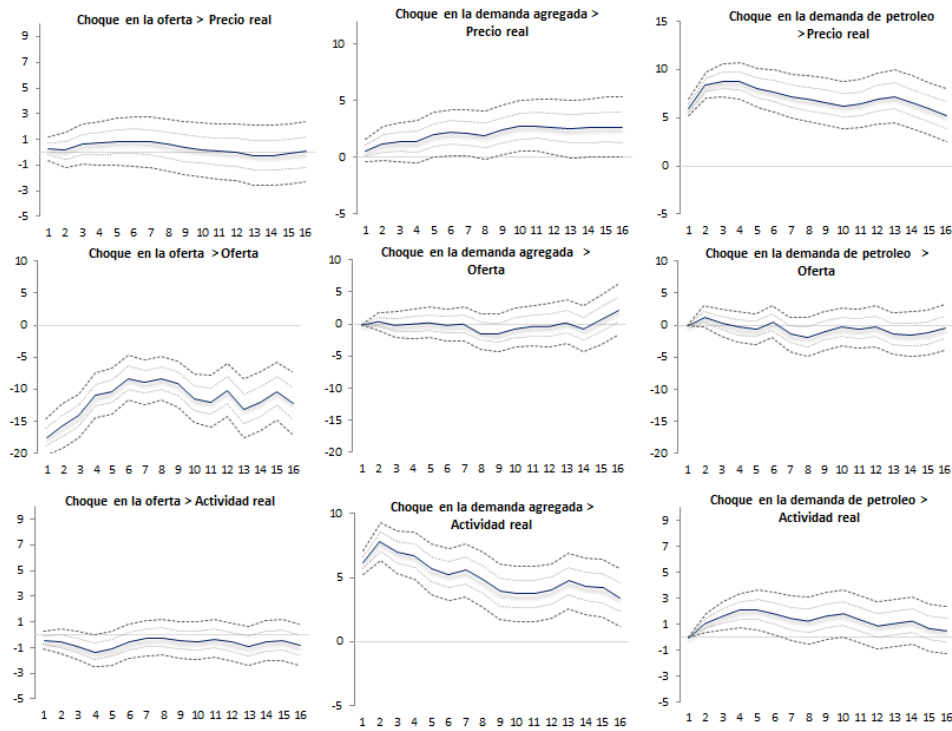 Choque en la oferta > Precio real
9
7
5
3
1
-1
-3
-5
1 2 3 4 5 6 7 8 9 10 11 12 13 14 15 16
Choque en la demanda agregada >
Precio real
10
5
0
-5
1 2 3 4 5 6 7 8 9 10 11 12 13 14 15 16
Choque en la demanda de petroleo
>Precio real
15
10
5
0
-5
1 2 3 4 5 6 7 8 9 10 11 12 13 14 15 16
Choque en la oferta >Oferta
10
5
0
-5
-10
-15
-20
1 2 3 4 5 6 7 8 9 10 11 12 13 14 15 16
Choque en la demanda agregada >
Oferta
10
5
0
-5
-10
-15
-20
1 2 3 4 5 6 7 8 9 10 11 12 13 14 15 16
Choque en la demanda de petroleo >
Oferta
10
5
0
-5
-10
-15
-20
1 2 3 4 5 6 7 8 9 10 11 12 13 14 15 16
Choque en la oferta > Actividad real
9
7
5
3
1
-1
-3
-5
1 2 3 4 5 6 7 8 9 10 11 12 13 14 15 16
Choque en la demanda agregada >
Actividad real
10
5
0
-5
1 2 3 4 5 6 7 8 9 10 11 12 13 14 15 16
Choque en la demanda de petroleo >
Actividad real
9
7
5
3
1
-1
-3
-5
1 2 3 4 5 6 7 8 9 10 11 12 13 14 15 16